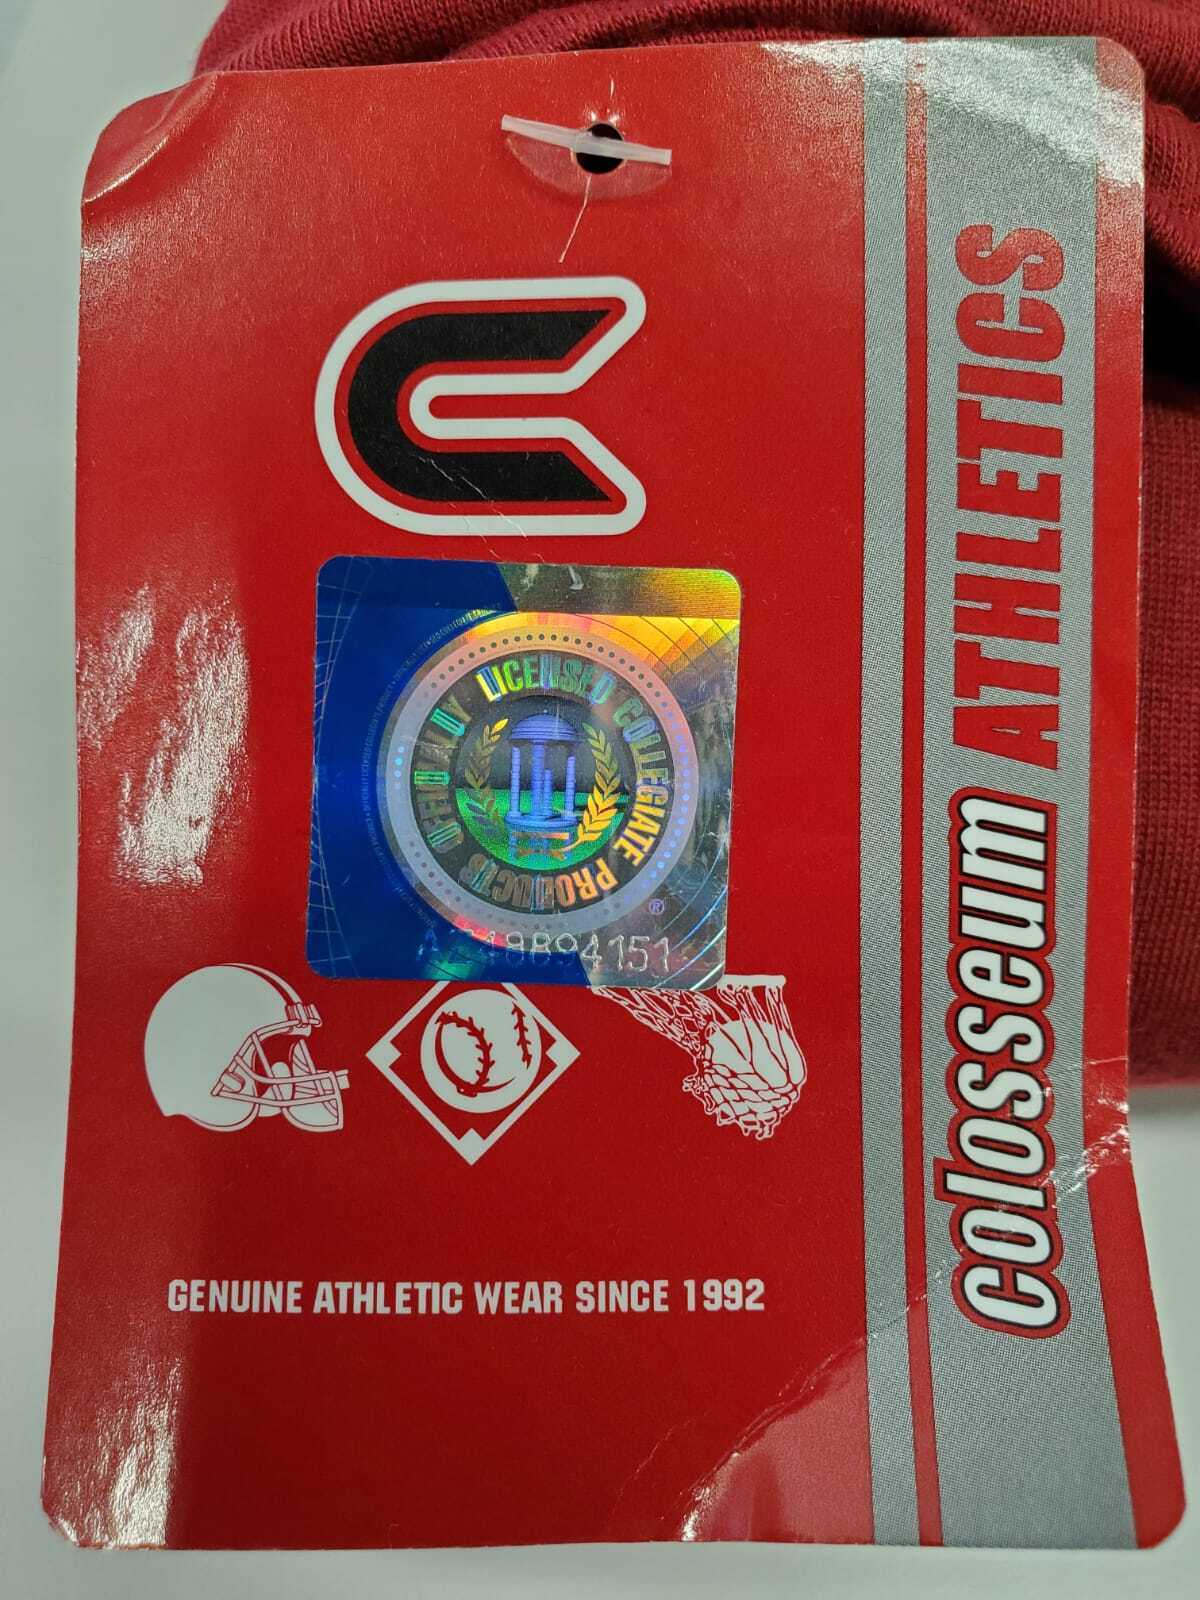 OFFICIALLY LICENSED COLLEGIATE PRODUCTS
®
GENUINE ATHLETIC WEAR SINCE 1992
colosseum ATHLETICS